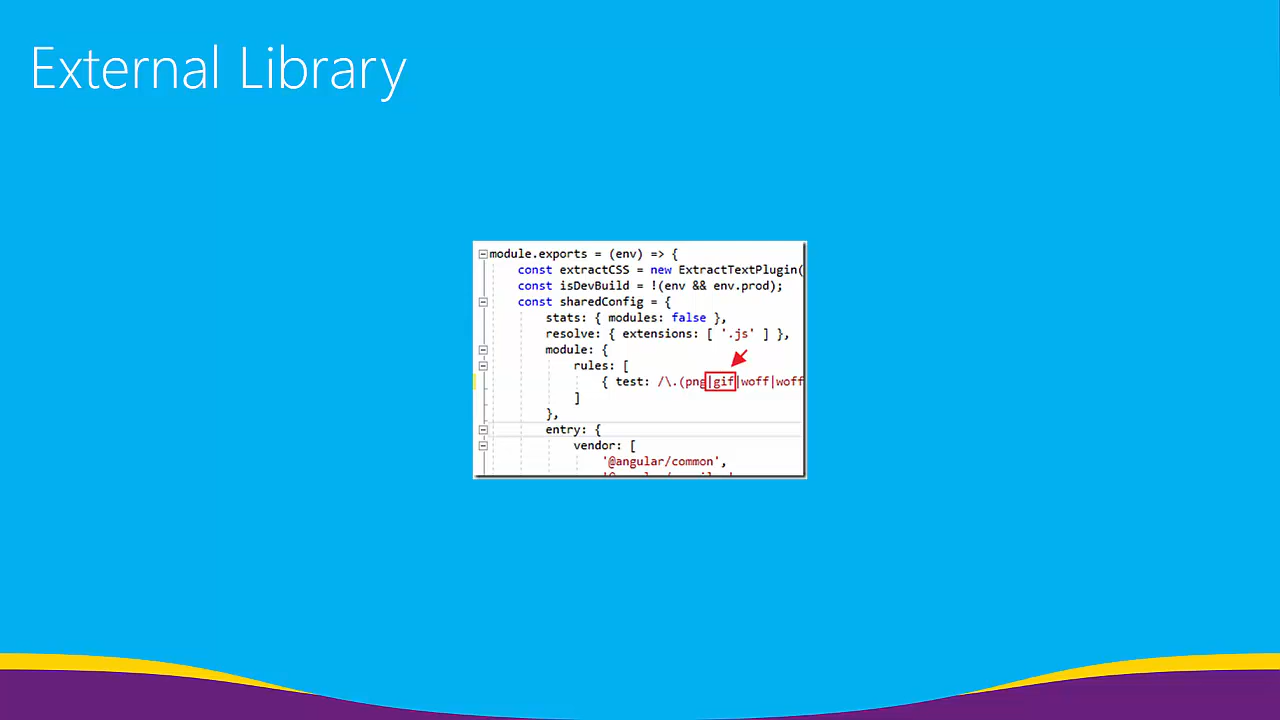 External Library
module.exports = (env) => {
const extractCSS = new ExtractTextPlugin(
const isDevBuild = !(env && env.prod);
const sharedConfig = {
stats: { modules: false },
resolve: { extensions: [ '.js' ] },
module: {
rules: [
{ test: /\.(png|gif|woff|woff
]
},
entry: {
vendor: [
'@angular/common',